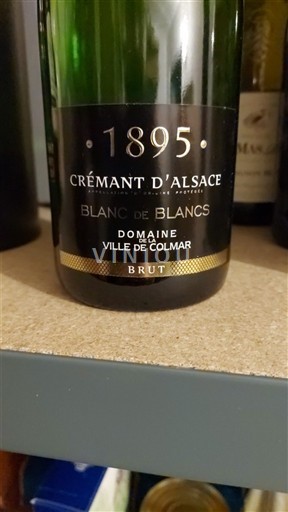 · 1895 ·
CRÉMANT D'ALSACE
APPELLATION D'ORIGINE PROTÉGÉE
BLANC DE BLANCS
DOMAINE
DE LA
VILLE DE COLMAR
VINIOU
BRUT